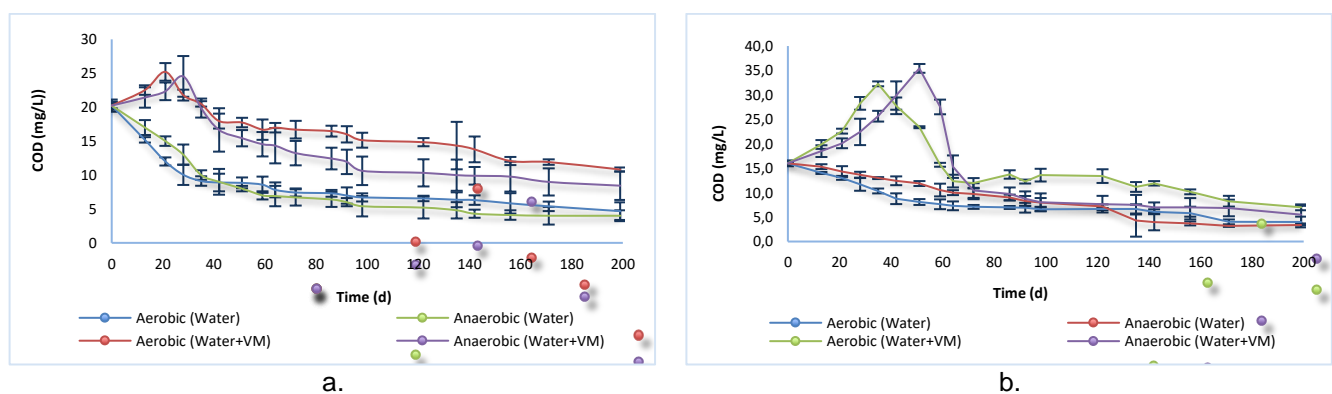 30
25
20
15
10
5
0
COD (mg/L))
0 20 40 60 80 100 120 140 160 180 200
Time (d)
Aerobic (Water) Anaerobic (Water)
Aerobic (Water+VM) Anaerobic (Water+VM)
a.
40,0
35,0
30,0
25,0
20,0
15,0
10,0
5,0
0,0
COD (mg/L)
0 20 40 60 80 100 120 140 160 180 200
Time (d)
Aerobic (Water) Anaerobic (Water)
Aerobic (Water+VM) Anaerobic (Water+VM)
b.